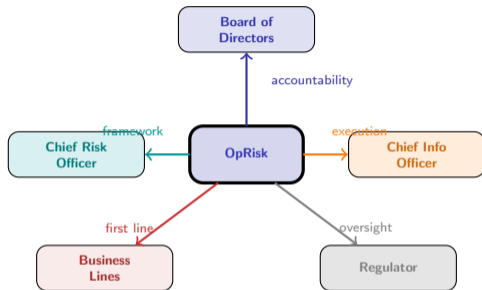 Board of
Directors
accountability
framework
execution
Chief Risk
Officer
OpRisk
Chief Info
Officer
first line
oversight
Business
Lines
Regulator